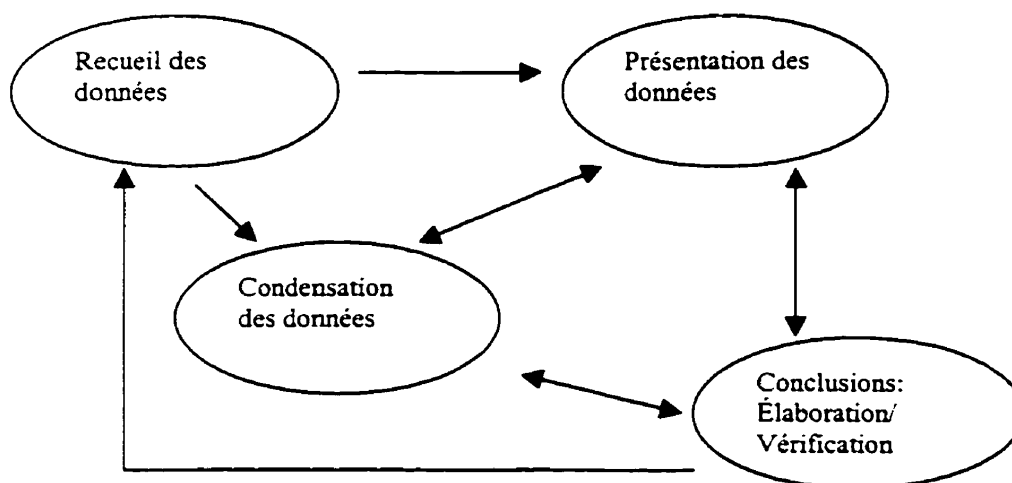 Recueil des
données
Présentation des
données
Condensation
des données
Conclusions:
Élaboration/
Vérification